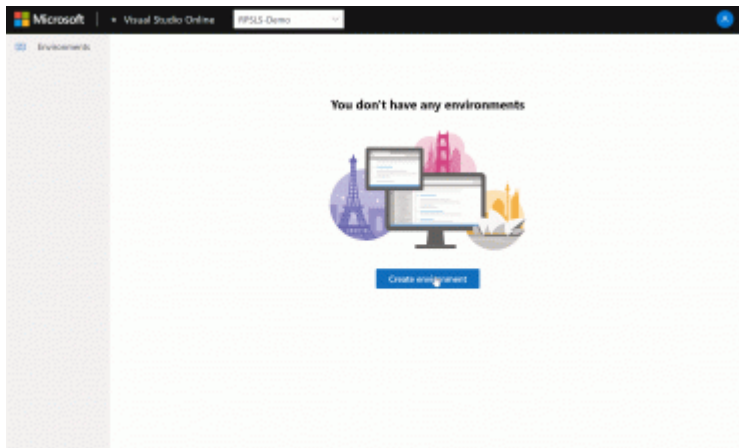 Microsoft
Visual Studio Online
RPSLS-Demo
Environments
You don't have any environments
Create environment